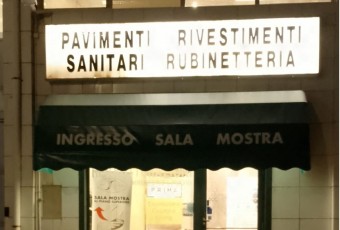 PAVIMENTI RIVESTIMENTI
SANITARI RUBINETTERIA
INGRESSO SALA MOSTRA
SALA MOSTRA